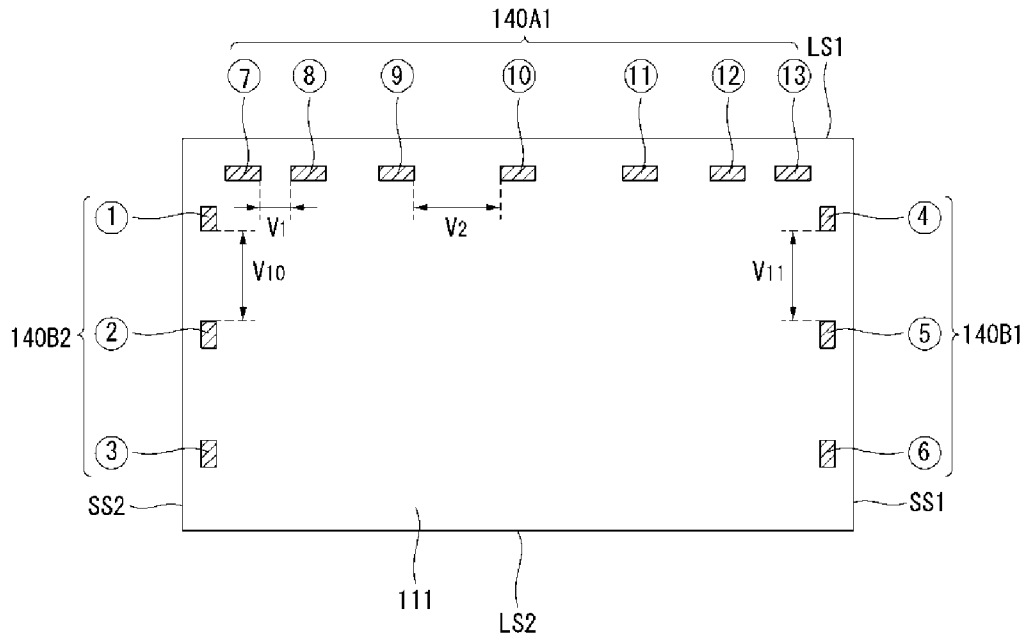 140A1
LS1
⑦ ⑧ ⑨ ⑩ ⑪ ⑫ ⑬
① ④
V1 V2
V10 V11
140B2 ② ⑤ 140B1
③ ⑥
SS2 SS1
111
LS2